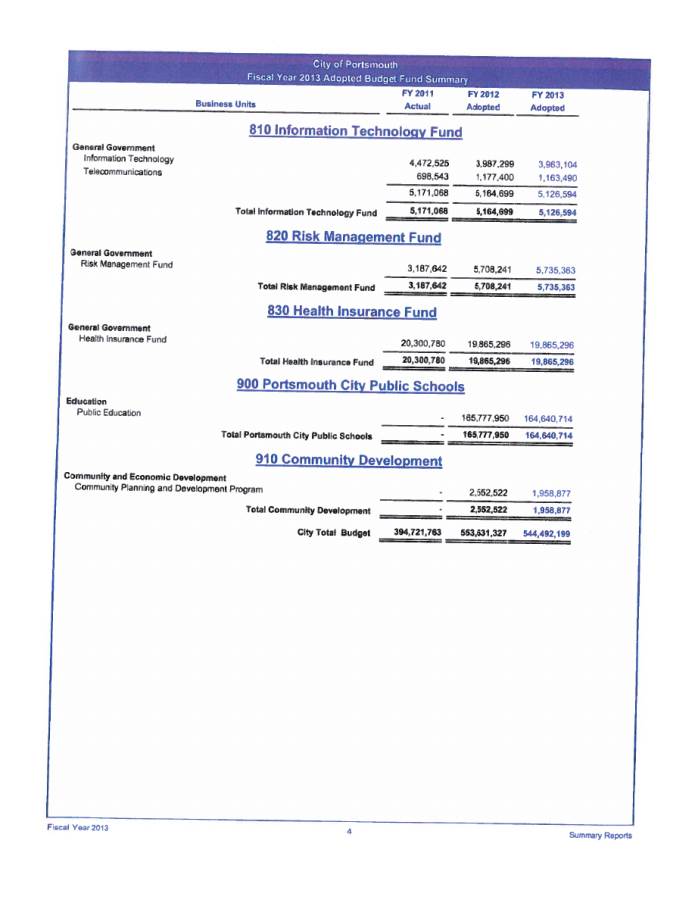 City of Portsmouth
Fiscal Year 2013 Adopted Budget Fund Summary
FY 2011 FY 2012 FY 2013
Business Units Actual Adopted Adopted
810 Information Technology Fund
General Government
Information Technology 4,472,525 3,987,299 3,963,104
Telecommunications 698,543 1,177,400 1,163,490
5,171,068 5,164,699 5,126,594
Total Information Technology Fund 5,171,068 5,164,699 5,126,594
820 Risk Management Fund
General Government
Risk Management Fund 3,187,642 5,708,241 5,735,363
Total Risk Management Fund 3,187,642 5,708,241 5,735,363
830 Health Insurance Fund
General Government
Health Insurance Fund 20,300,780 19,865,296 19,865,296
Total Health Insurance Fund 20,300,780 19,865,296 19,865,296
900 Portsmouth City Public Schools
Education
Public Education - 165,777,950 164,640,714
Total Portsmouth City Public Schools - 165,777,950 164,640,714
910 Community Development
Community and Economic Development
Community Planning and Development Program - 2,552,522 1,958,877
Total Community Development - 2,552,522 1,958,877
City Total Budget 394,721,763 553,631,327 544,492,199
Fiscal Year 2013 4 Summary Reports